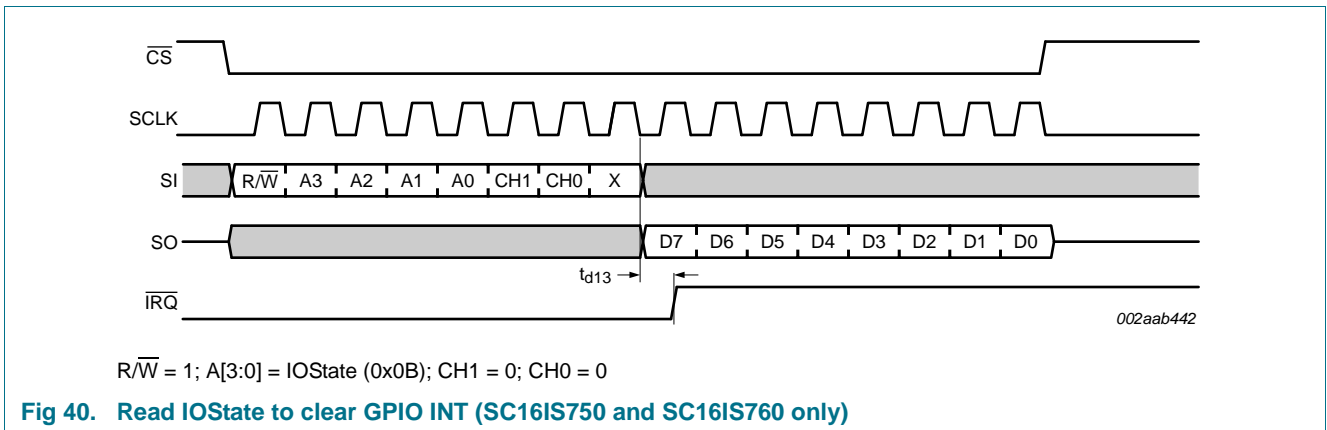 CS
SCLK
SI R/W A3 A2 A1 A0 CH1 CH0 X
SO D7 D6 D5 D4 D3 D2 D1 D0
td13
IRQ
002aab442
R/W = 1; A[3:0] = IOState (0x0B); CH1 = 0; CH0 = 0
Fig 40. Read IOState to clear GPIO INT (SC16IS750 and SC16IS760 only)